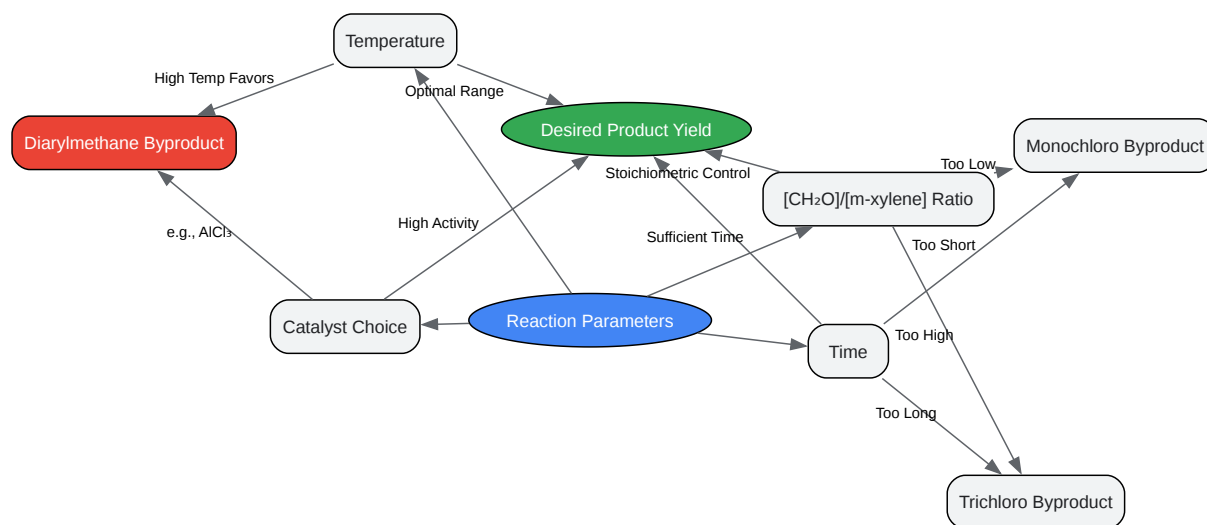 Temperature
High Temp Favors
Optimal Range
Diarylmethane Byproduct
Desired Product Yield
Monochloro Byproduct
Stoichiometric Control
Too Low
[CH₂O]/[m-xylene] Ratio
e.g., AlCl₃
High Activity
Sufficient Time
Too Short
Catalyst Choice
Reaction Parameters
Too High
Time
Too Long
Trichloro Byproduct